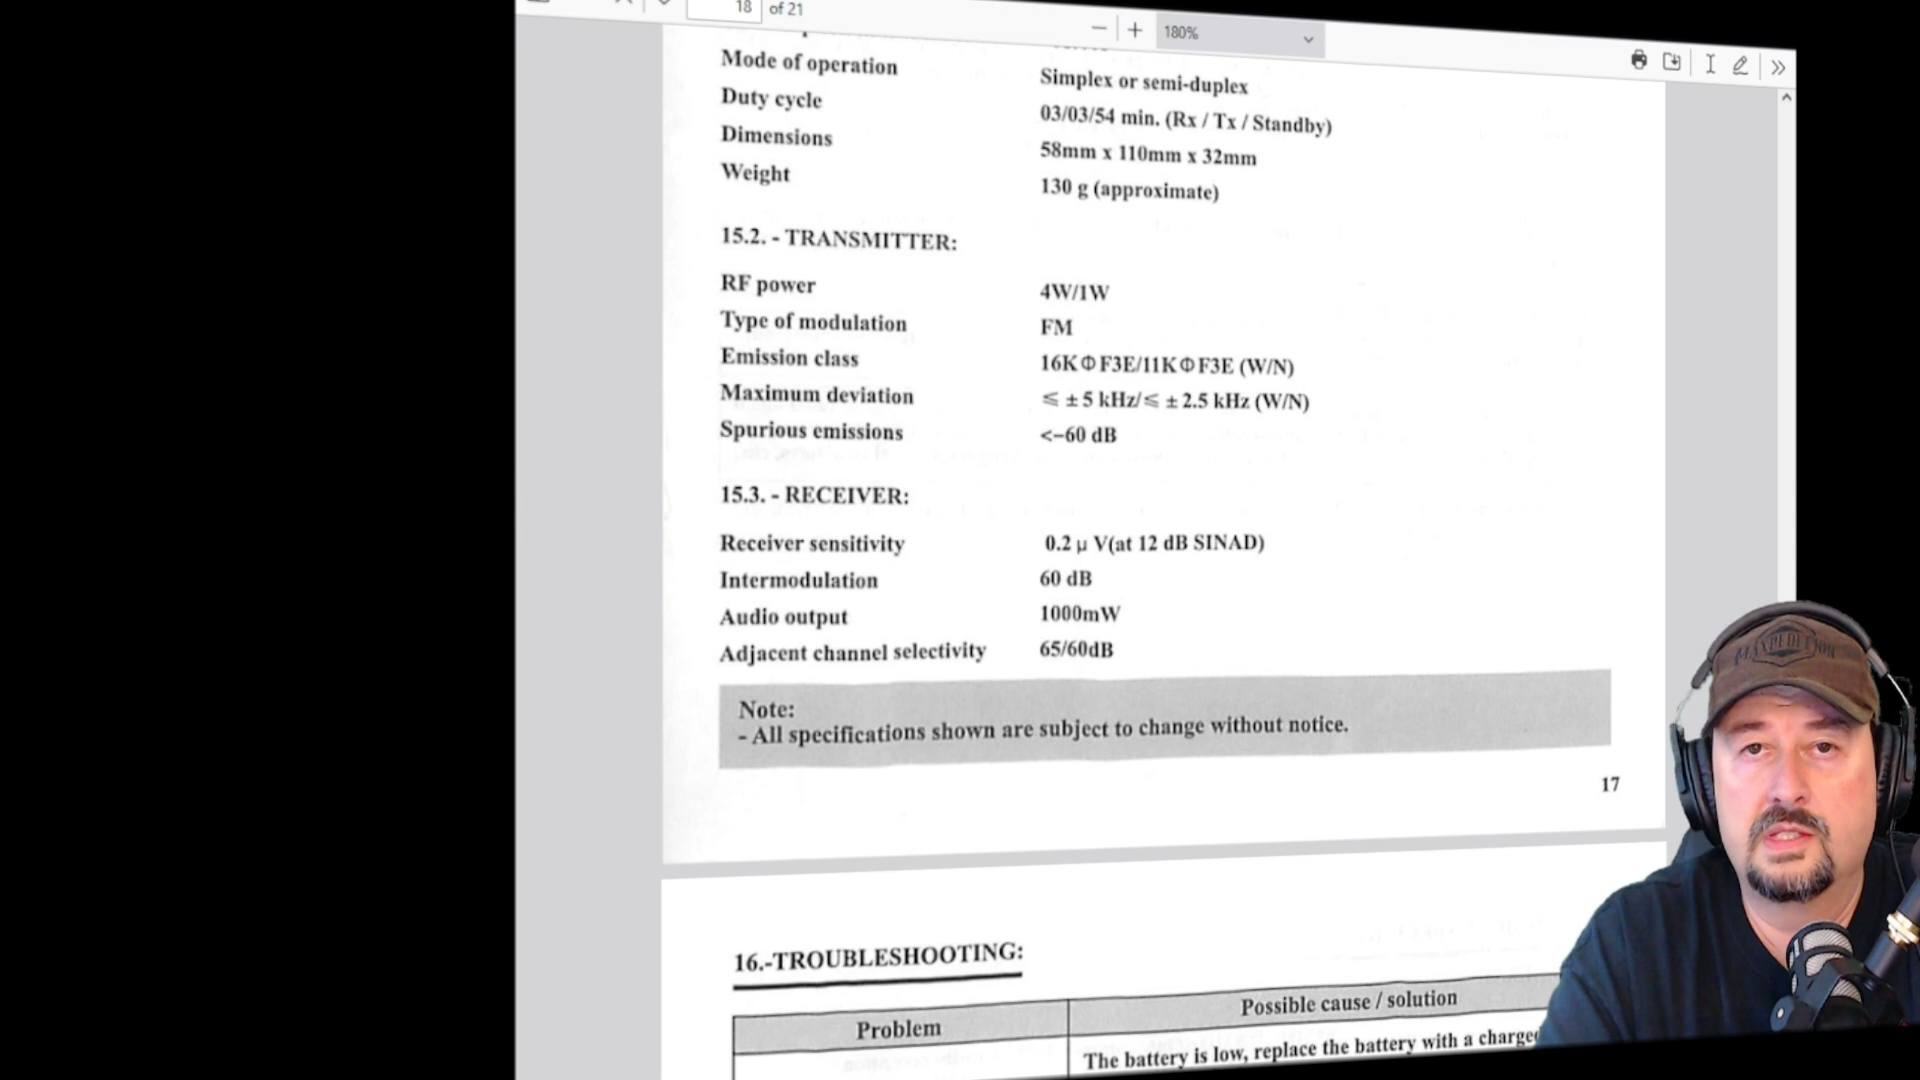 18 of 21
180%
Mode of operation Simplex or semi-duplex
Duty cycle 03/03/54 min. (Rx / Tx / Standby)
Dimensions 58mm x 110mm x 32mm
Weight 130 g (approximate)
15.2. - TRANSMITTER:
RF power 4W/1W
Type of modulation FM
Emission class 16KΦF3E/11KΦF3E (W/N)
Maximum deviation ≤ ±5 kHz/≤ ±2.5 kHz (W/N)
Spurious emissions <-60 dB
15.3. - RECEIVER:
Receiver sensitivity 0.2 μ V(at 12 dB SINAD)
Intermodulation 60 dB
Audio output 1000mW
Adjacent channel selectivity 65/60dB
Note:
- All specifications shown are subject to change without notice.
17
16.-TROUBLESHOOTING:
Problem Possible cause / solution
The battery is low, replace the battery with a charged
MAXPEDITION